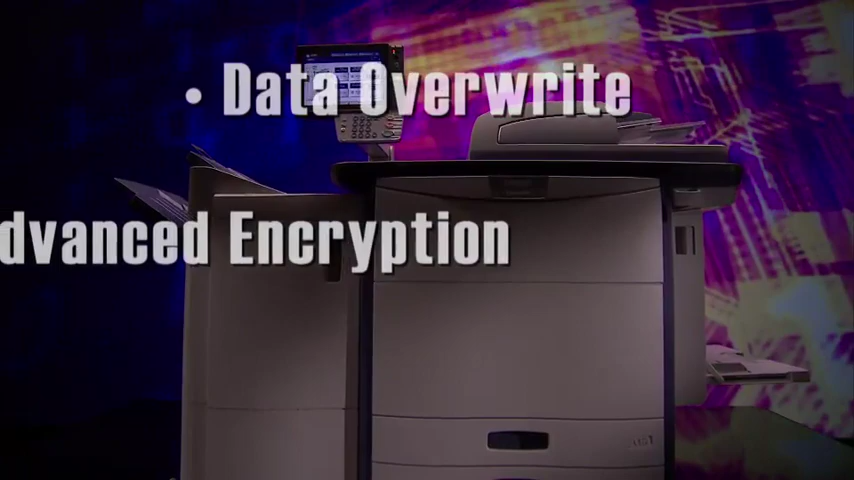 • Data Overwrite
dvanced Encryption